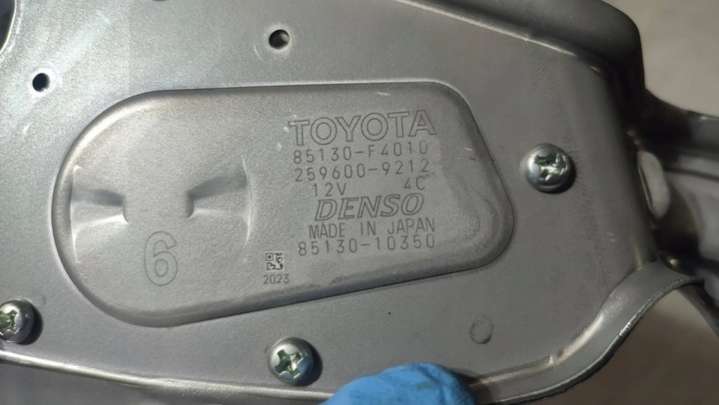 TOYOTA
85130-F4010
259600-9212
12V 4C
DENSO
MADE IN JAPAN
85130-10350
6
2023